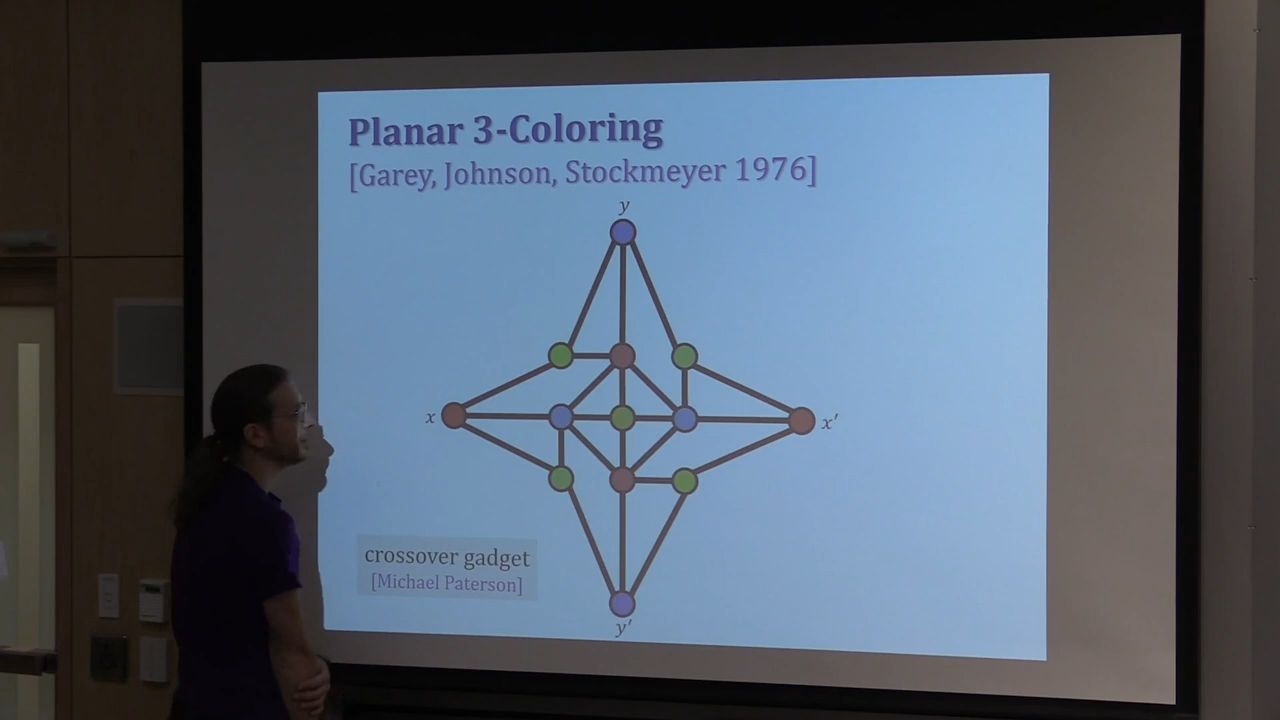 Planar 3-Coloring
[Garey, Johnson, Stockmeyer 1976]
y
x
x′
crossover gadget
[Michael Paterson]
y′